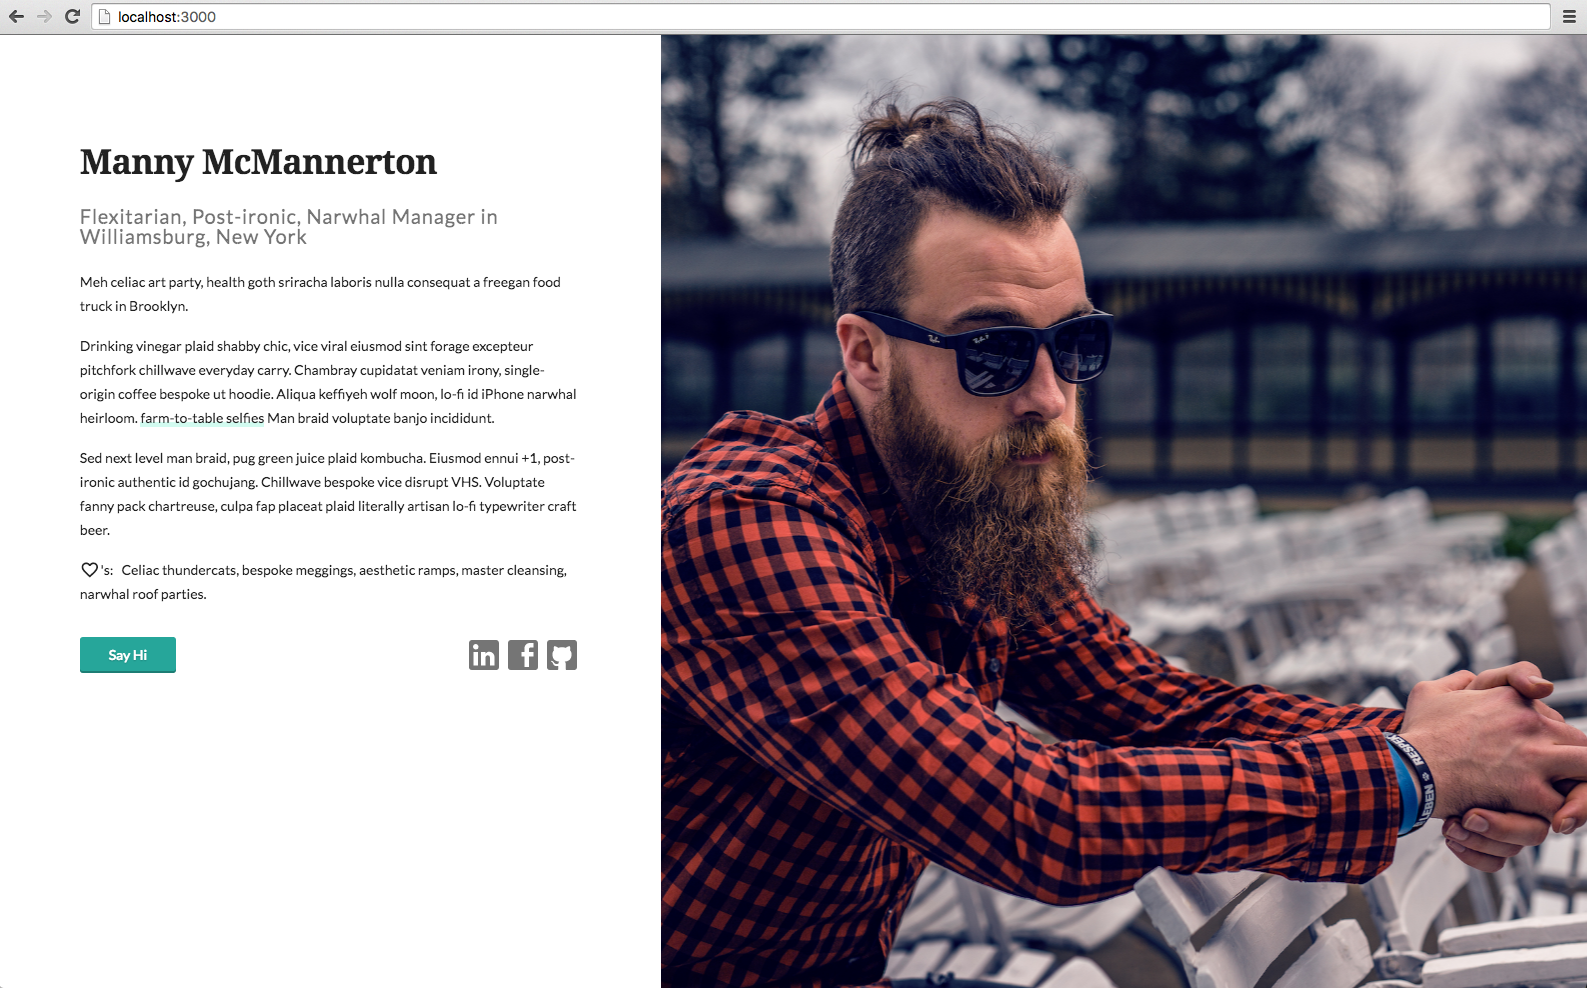 localhost:3000
Manny McMannerton
Flexitarian, Post-ironic, Narwhal Manager in
Williamsburg, New York
Meh celiac art party, health goth sriracha laboris nulla consequat a freegan food
truck in Brooklyn.
Drinking vinegar plaid shabby chic, vice viral eiusmod sint forage excepteur
pitchfork chillwave everyday carry. Chambray cupidatat veniam irony, single-
origin coffee bespoke ut hoodie. Aliqua keffiyeh wolf moon, lo-fi id iPhone narwhal
heirloom. farm-to-table selfies Man braid voluptate banjo incididunt.
Sed next level man braid, pug green juice plaid kombucha. Eiusmod ennui +1, post-
ironic authentic id gochujang. Chillwave bespoke vice disrupt VHS. Voluptate
fanny pack chartreuse, culpa fap placeat plaid literally artisan lo-fi typewriter craft
beer.
's: Celiac thundercats, bespoke meggings, aesthetic ramps, master cleansing,
narwhal roof parties.
Say Hi
in f
LEBEN